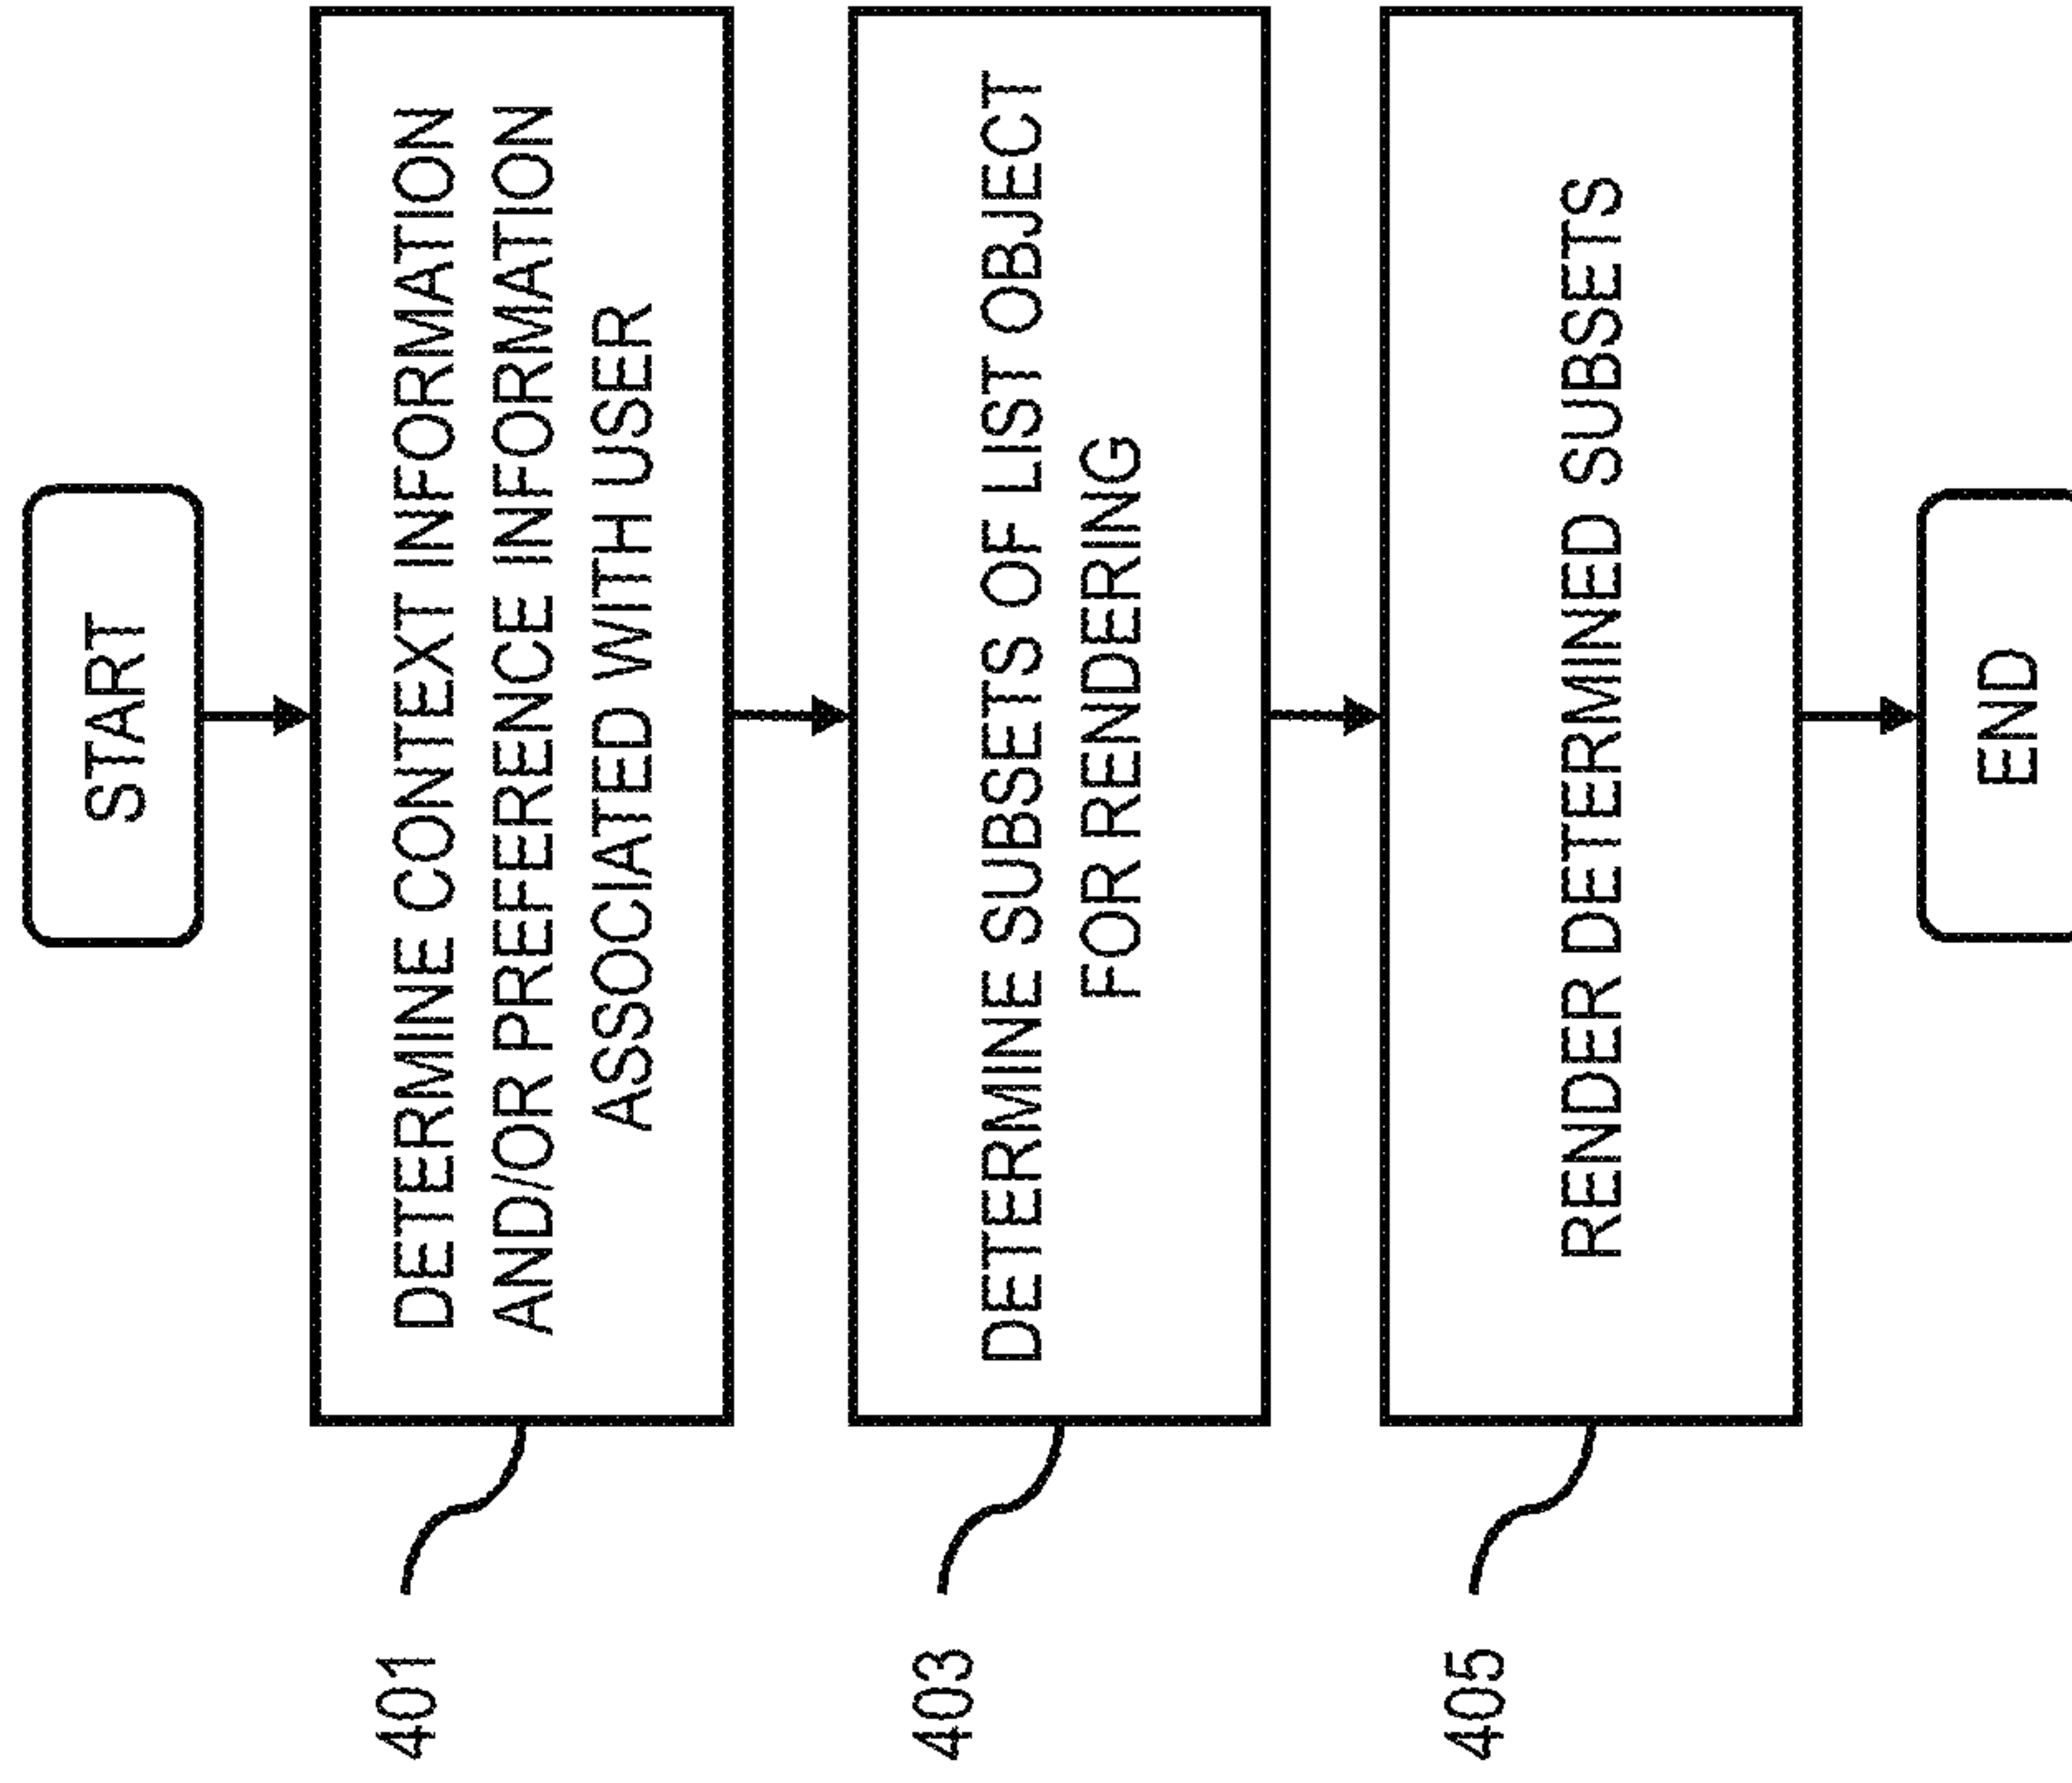 START
401
DETERMINE CONTEXT INFORMATION
AND/OR PREFERENCE INFORMATION
ASSOCIATED WITH USER
403
DETERMINE SUBSETS OF LIST OBJECT
FOR RENDERING
405
RENDER DETERMINED SUBSETS
END